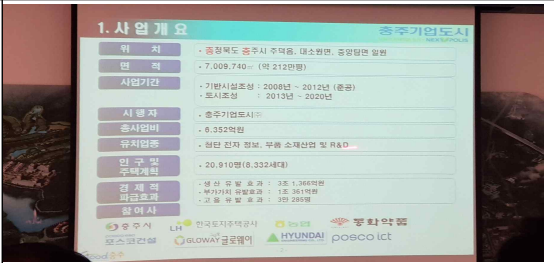 1. 사업개요
충주기업도시
위 치
· 충청북도 충주시 주덕읍, 대소원면, 중앙탑면 일원
면 적
· 7,009,740㎡ (약 212만평)
사업기간
· 기반시설조성 : 2008년 ~ 2012년 (준공)
· 도시조성 : 2013년 ~ 2020년
시 행 자
· 충주기업도시㈜
총사업비
· 6,352억원
유치업종
· 첨단 전자 정보, 부품 소재산업 및 R&D
인 구 및
주택계획
· 20,910명(8,332세대)
경 제 적
파급효과
· 생 산 유 발 효 과 : 3조 1,366억원
· 부가가치 유발효과 : 1조 361억원
· 고 용 유 발 효 과 : 3만 285명
참 여 사
충주시 LH 한국토지주택공사 농협 동화약품
포스코건설 GLOWAY 글로웨이 HYUNDAI posco ict
Good충주